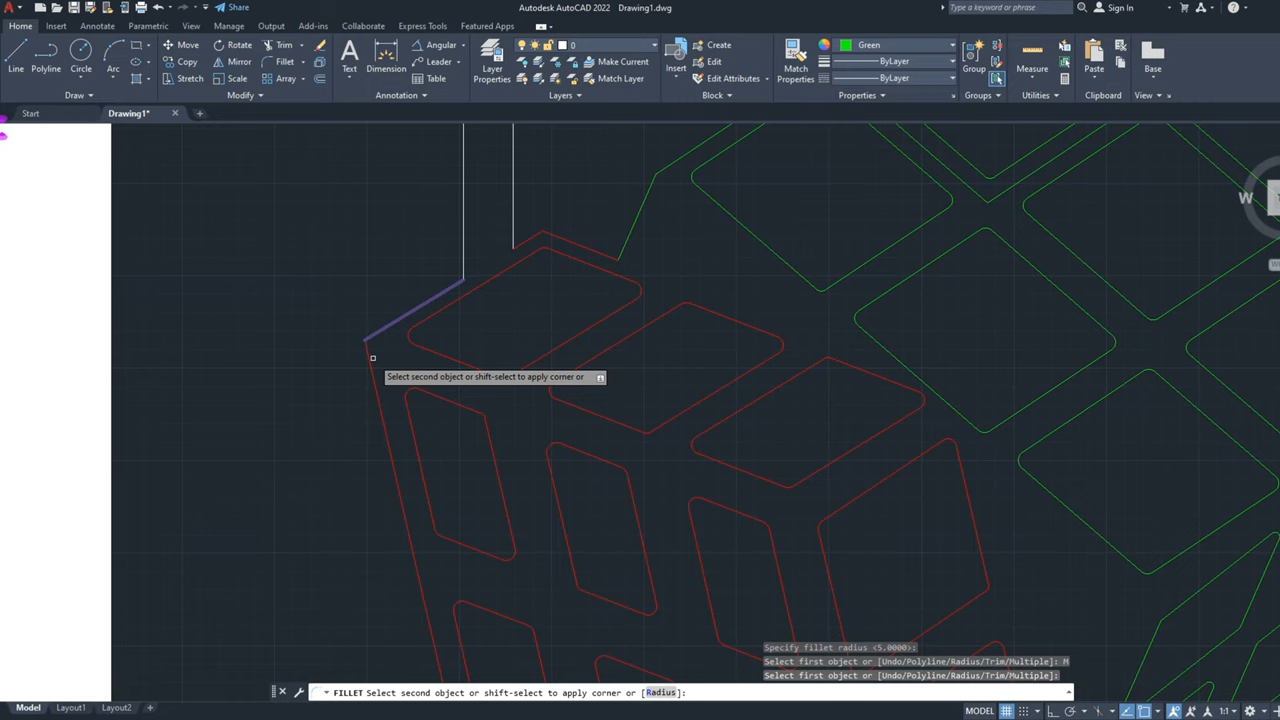 Share
Autodesk AutoCAD 2022 Drawing1.dwg
Type a keyword or phrase
Sign In
Home Insert Annotate Parametric View Manage Output Add-ins Collaborate Express Tools Featured Apps
Line
Polyline
Circle
Arc
Move
Rotate
Trim
Copy
Mirror
Fillet
Stretch
Scale
Array
Text
Dimension
Angular
Leader
Table
Layer
Properties
0
Make Current
Match Layer
Insert
Create
Edit
Edit Attributes
Match
Properties
Green
ByLayer
ByLayer
Group
Measure
Paste
Base
Draw Modify Annotation Layers Block Properties Groups Utilities Clipboard View
Start
Drawing1*
W
Select second object or shift-select to apply corner or
Specify fillet radius <5.0000>:
Select first object or [Undo/Polyline/Radius/Trim/Multiple]: M
Select first object or [Undo/Polyline/Radius/Trim/Multiple]:
FILLET Select second object or shift-select to apply corner or [Radius]:
Model Layout1 Layout2
MODEL
1:1